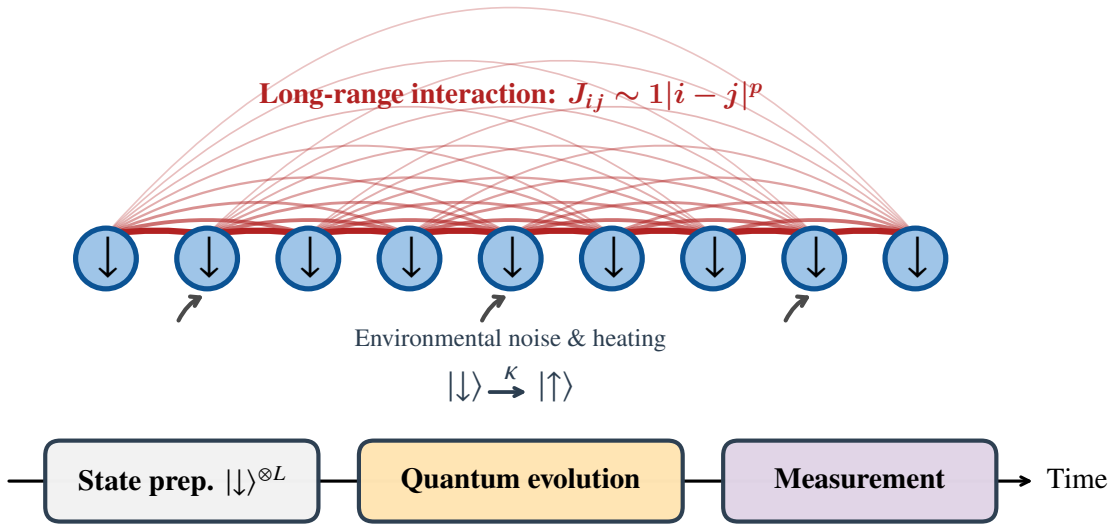 Long-range interaction: J_{ij} ∼ 1|i − j|^p
↓ ↓ ↓ ↓ ↓ ↓ ↓ ↓ ↓
Environmental noise & heating
|↓⟩ →^κ |↑⟩
State prep. |↓⟩^{⊗L} Quantum evolution Measurement Time